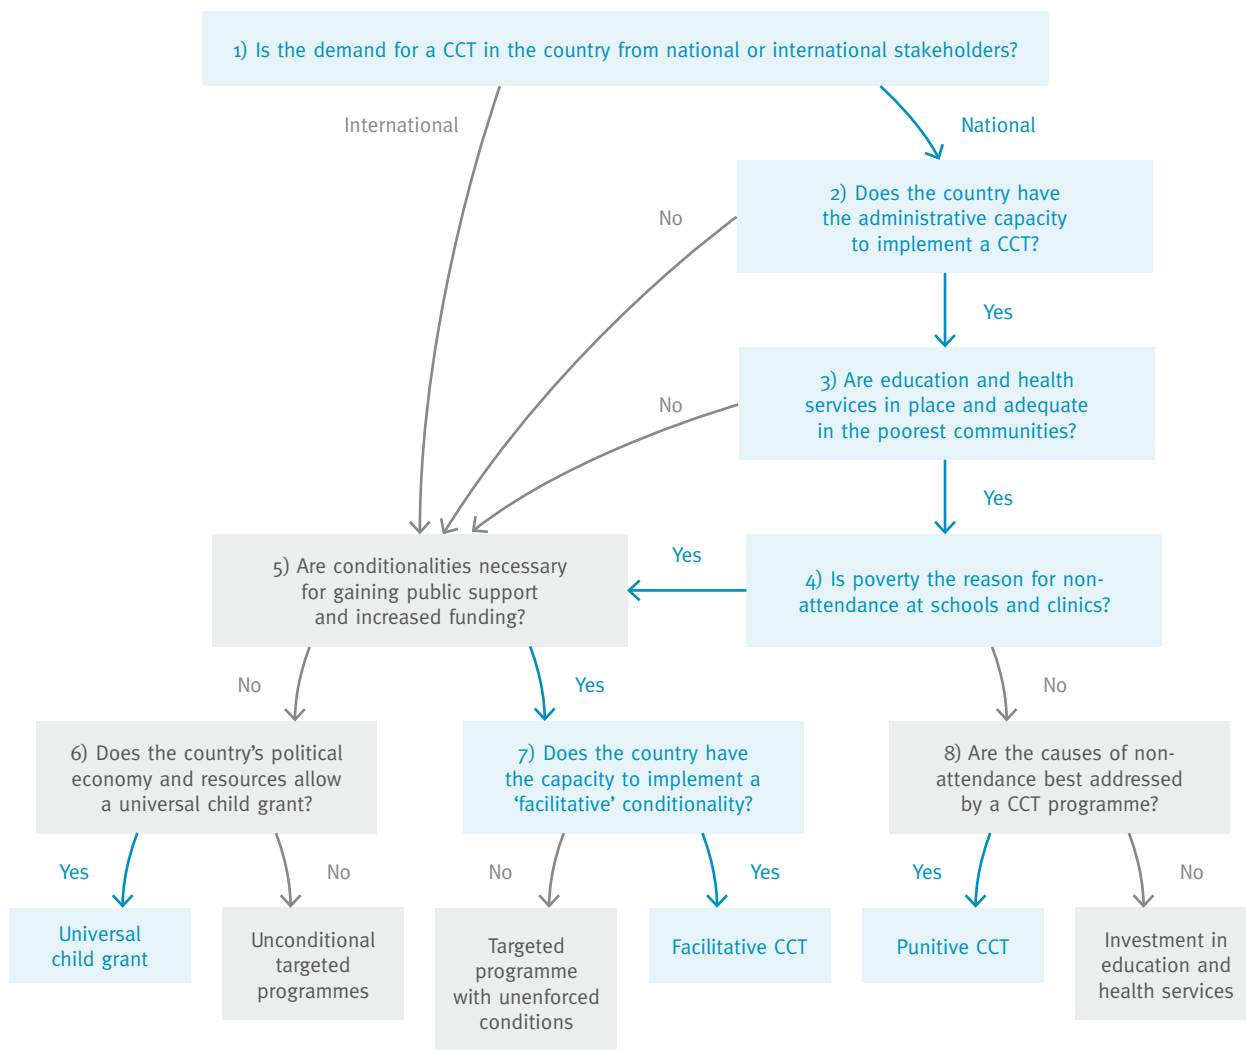 1) Is the demand for a CCT in the country from national or international stakeholders?
International
National
2) Does the country have
the administrative capacity
to implement a CCT?
No
Yes
3) Are education and health
services in place and adequate
in the poorest communities?
No
Yes
5) Are conditionalities necessary
for gaining public support
and increased funding?
Yes
4) Is poverty the reason for non-
attendance at schools and clinics?
No
Yes
No
6) Does the country’s political
economy and resources allow
a universal child grant?
7) Does the country have
the capacity to implement a
‘facilitative’ conditionality?
8) Are the causes of non-
attendance best addressed
by a CCT programme?
Yes
No
No
Yes
Yes
No
Universal
child grant
Unconditional
targeted
programmes
Targeted
programme
with unenforced
conditions
Facilitative CCT
Punitive CCT
Investment in
education and
health services